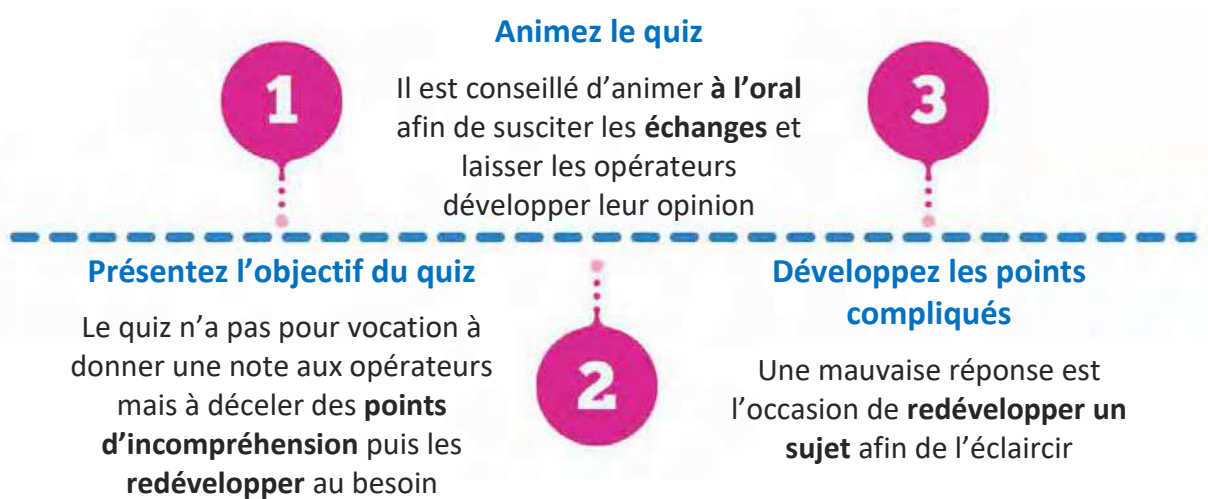 1
Présentez l’objectif du quiz
Le quiz n’a pas pour vocation à
donner une note aux opérateurs
mais à déceler des points
d’incompréhension puis les
redévelopper au besoin
2
Animez le quiz
Il est conseillé d’animer à l’oral
afin de susciter les échanges et
laisser les opérateurs
développer leur opinion
3
Développez les points
compliqués
Une mauvaise réponse est
l’occasion de redévelopper un
sujet afin de l’éclaircir